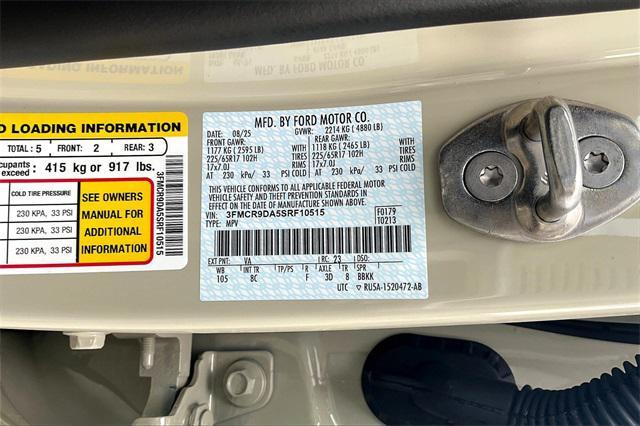 D LOADING INFORMATION
TOTAL: 5 FRONT: 2 REAR: 3
cupants exceed: 415 kg or 917 lbs.
COLD TIRE PRESSURE
230 KPA, 33 PSI
230 KPA, 33 PSI
230 KPA, 33 PSI
SEE OWNERS
MANUAL FOR
ADDITIONAL
INFORMATION
3FMCR9DA5SRF10515
MFD. BY FORD MOTOR CO.
DATE: 08/25 GVWR: 2214 KG ( 4880 LB)
FRONT GAWR: REAR GAWR:
1177 KG ( 2595 LB) 1118 KG ( 2465 LB)
225/65R17 102H TIRES 225/65R17 102H TIRES
17x7.0J RIMS 17x7.0J RIMS
AT 230 kPa/ 33 PSI COLD AT 230 kPa/ 33 PSI COLD
THIS VEHICLE CONFORMS TO ALL APPLICABLE FEDERAL MOTOR
VEHICLE SAFETY AND THEFT PREVENTION STANDARDS IN EFFECT
ON THE DATE OF MANUFACTURE SHOWN ABOVE.
VIN: 3FMCR9DA5SRF10515
TYPE: MPV
F0179
T0213
EXT PNT: VA RC: 23 DSO:
WB INT TR TP/PS R AXLE TR SPR
105 8C F 3D 8 BBKK
UTC RU5A-1520472-AB